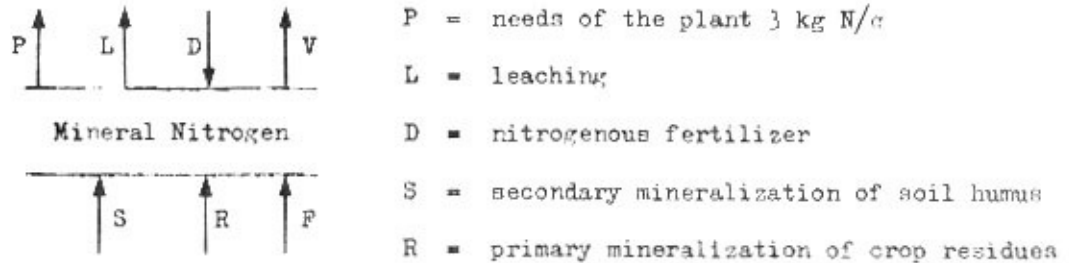 P L D V
Mineral Nitrogen
S R F
P = needs of the plant 3 kg N/q
L = leaching
D = nitrogenous fertilizer
S = secondary mineralization of soil humus
R = primary mineralization of crop residues